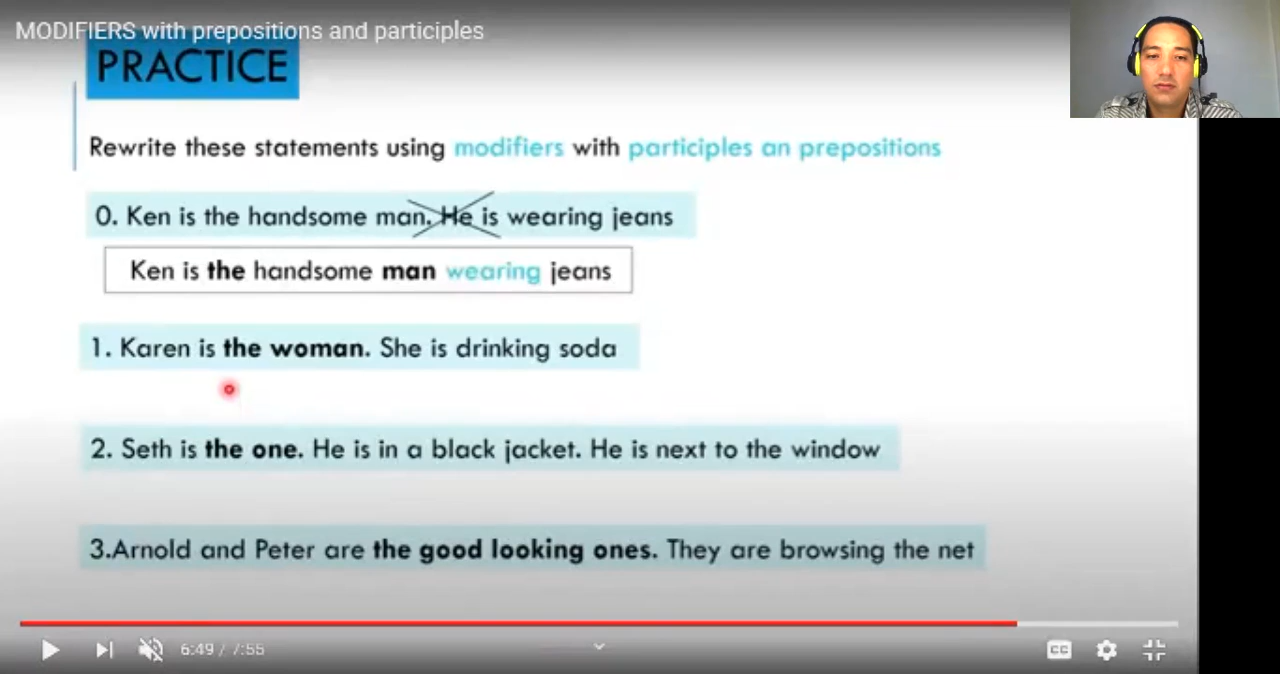 MODIFIERS with prepositions and participles
PRACTICE
Rewrite these statements using modifiers with participles an prepositions
0. Ken is the handsome man. He is wearing jeans
Ken is the handsome man wearing jeans
1. Karen is the woman. She is drinking soda
2. Seth is the one. He is in a black jacket. He is next to the window
3.Arnold and Peter are the good looking ones. They are browsing the net
6:49 / 7:55
CC